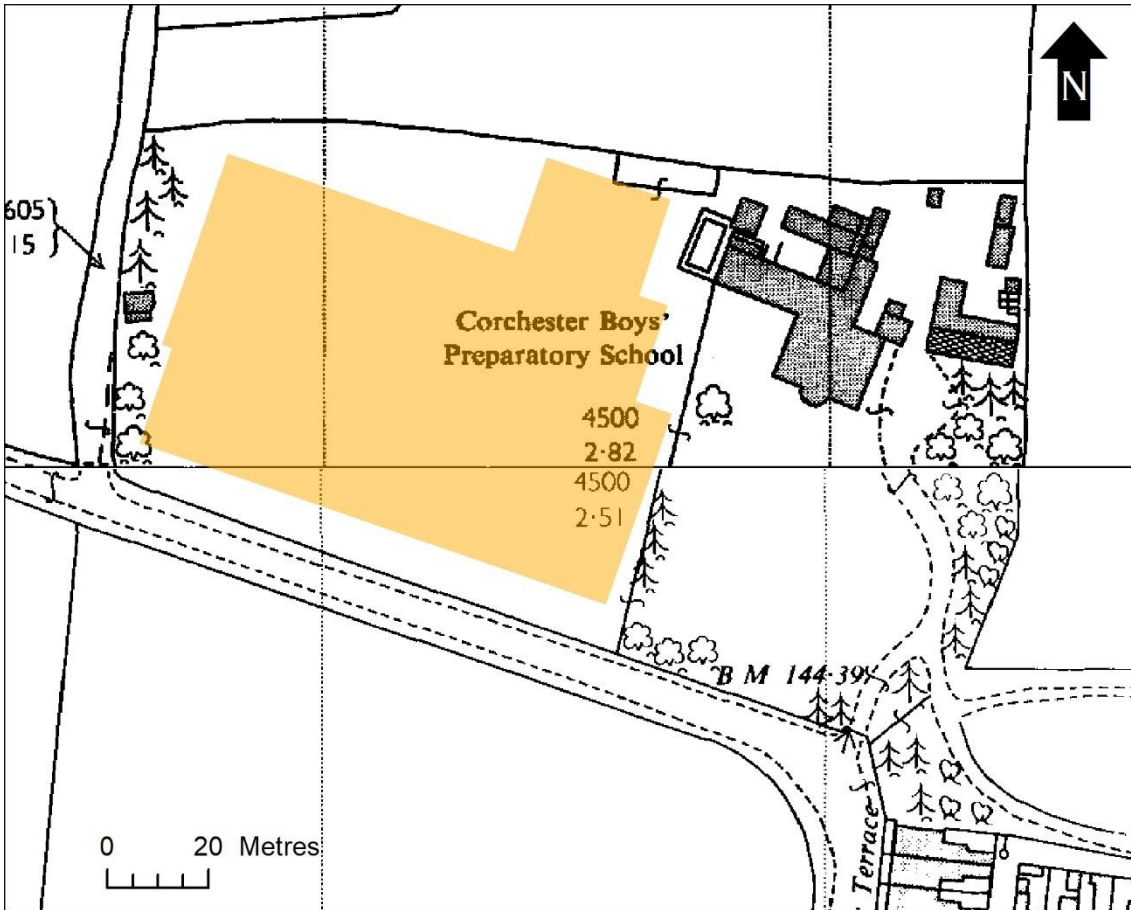 N
605
15
Corchester Boys'
Preparatory School
4500
2·82
4500
2·51
B M 144·39
Terrace
0 20 Metres